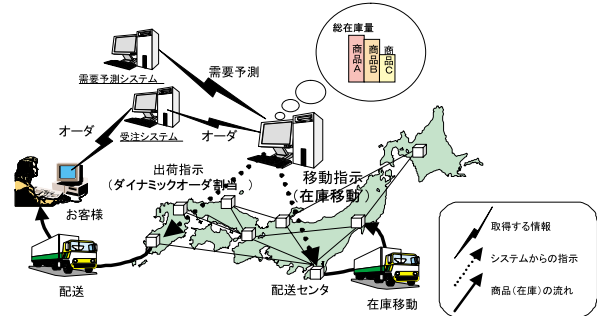 総在庫量
商品A
商品B
商品C
需要予測
需要予測システム
オーダ
受注システム
オーダ
出荷指示
（ダイナミックオーダ割当）
移動指示
（在庫移動）
お客様
配送
配送センタ
在庫移動
取得する情報
システムからの指示
商品（在庫）の流れ